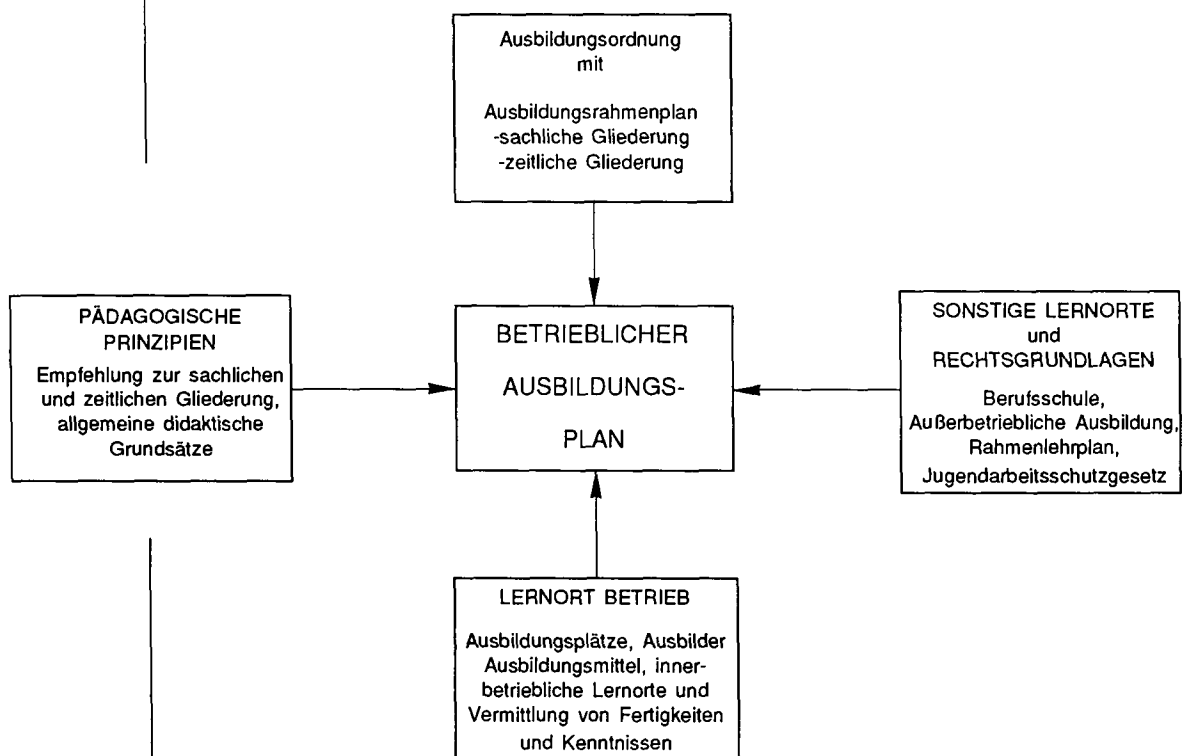 Ausbildungsordnung
mit
Ausbildungsrahmenplan
-sachliche Gliederung
-zeitliche Gliederung
PÄDAGOGISCHE
PRINZIPIEN
Empfehlung zur sachlichen
und zeitlichen Gliederung,
allgemeine didaktische
Grundsätze
BETRIEBLICHER
AUSBILDUNGS-
PLAN
SONSTIGE LERNORTE
und
RECHTSGRUNDLAGEN
Berufsschule,
Außerbetriebliche Ausbildung,
Rahmenlehrplan,
Jugendarbeitsschutzgesetz
LERNORT BETRIEB
Ausbildungsplätze, Ausbilder
Ausbildungsmittel, inner-
betriebliche Lernorte und
Vermittlung von Fertigkeiten
und Kenntnissen